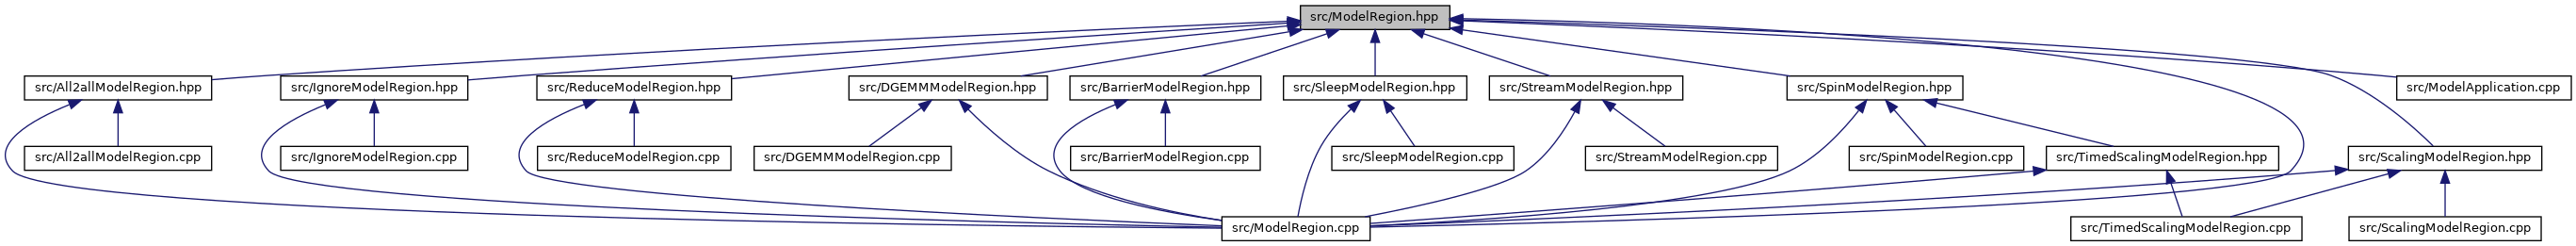 src/ModelRegion.hpp
src/All2allModelRegion.hpp
src/IgnoreModelRegion.hpp
src/ReduceModelRegion.hpp
src/DGEMMModelRegion.hpp
src/BarrierModelRegion.hpp
src/SleepModelRegion.hpp
src/StreamModelRegion.hpp
src/SpinModelRegion.hpp
src/ModelApplication.cpp
src/All2allModelRegion.cpp
src/IgnoreModelRegion.cpp
src/ReduceModelRegion.cpp
src/DGEMMModelRegion.cpp
src/BarrierModelRegion.cpp
src/SleepModelRegion.cpp
src/StreamModelRegion.cpp
src/SpinModelRegion.cpp
src/TimedScalingModelRegion.hpp
src/ScalingModelRegion.hpp
src/ModelRegion.cpp
src/TimedScalingModelRegion.cpp
src/ScalingModelRegion.cpp